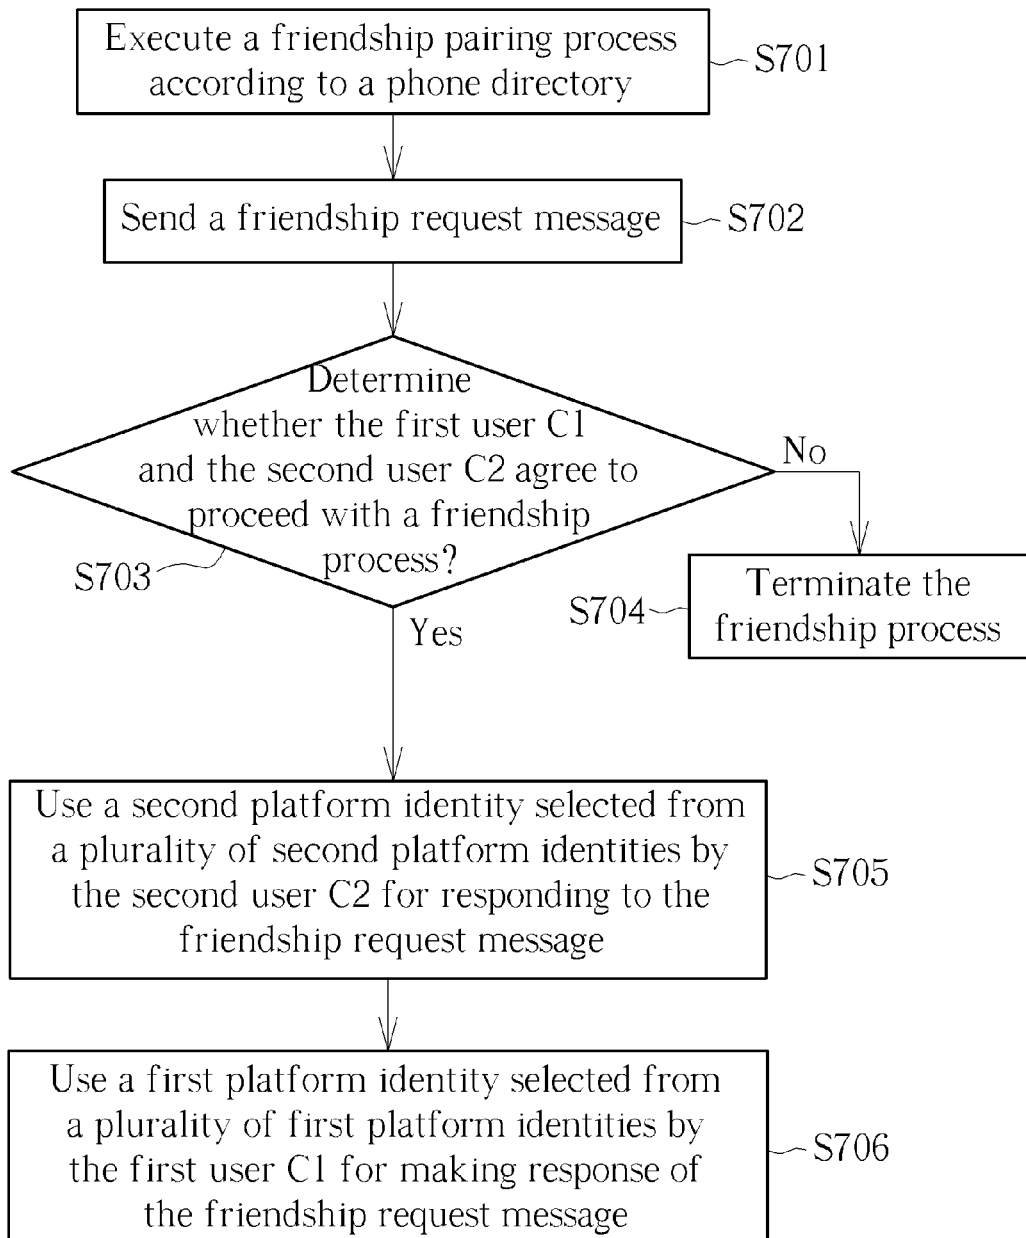 Execute a friendship pairing process
according to a phone directory
S701
Send a friendship request message
S702
Determine
whether the first user C1
and the second user C2 agree to
proceed with a friendship
process?
S703
No
Yes
S704
Terminate the
friendship process
Use a second platform identity selected from
a plurality of second platform identities by
the second user C2 for responding to the
friendship request message
S705
Use a first platform identity selected from
a plurality of first platform identities by
the first user C1 for making response of
the friendship request message
S706